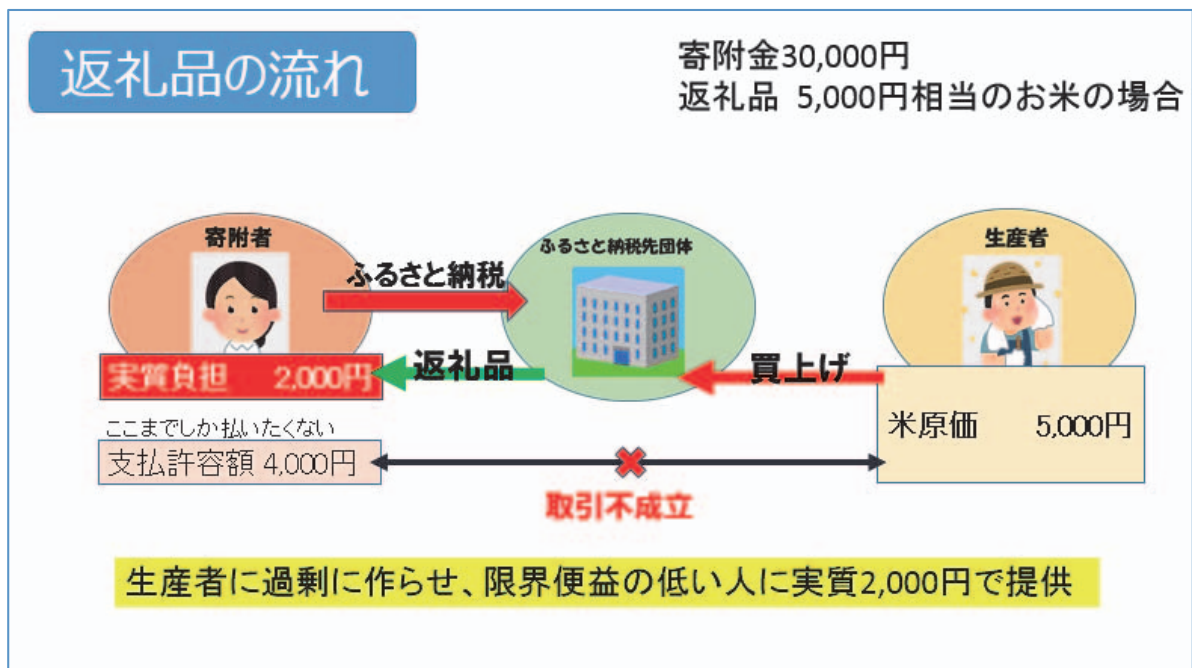 返礼品の流れ
寄附金30,000円
返礼品 5,000円相当のお米の場合
寄附者
ふるさと納税
ふるさと納税先団体
生産者
実質負担 2,000円
返礼品
買上げ
ここまでしか払いたくない
支払許容額 4,000円
米原価 5,000円
取引不成立
生産者に過剰に作らせ、限界便益の低い人に実質2,000円で提供